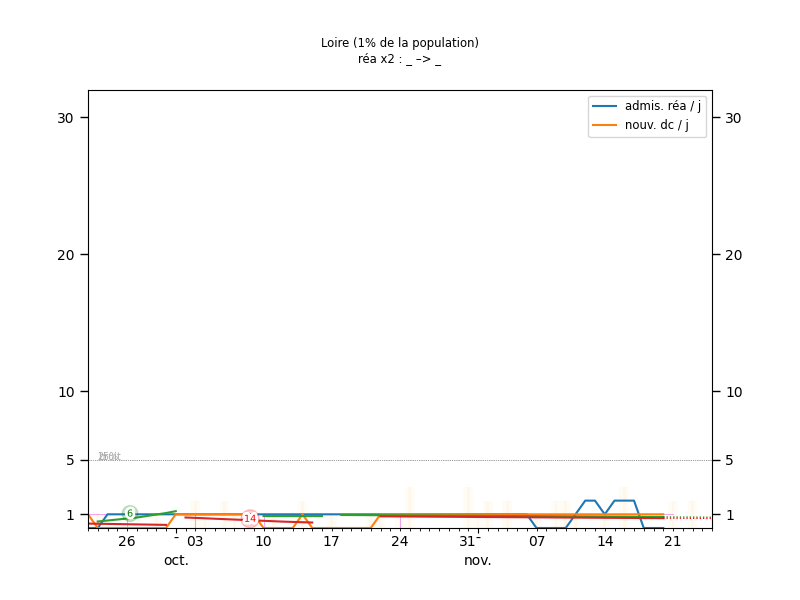 Loire (1% de la population)
réa x2 : _ –> _
admis. réa / j
nouv. dc / j
30 30
20 20
10 10
5 5
6
14
1 1
26 - 03 10 17 24 31- 07 14 21
oct. nov.